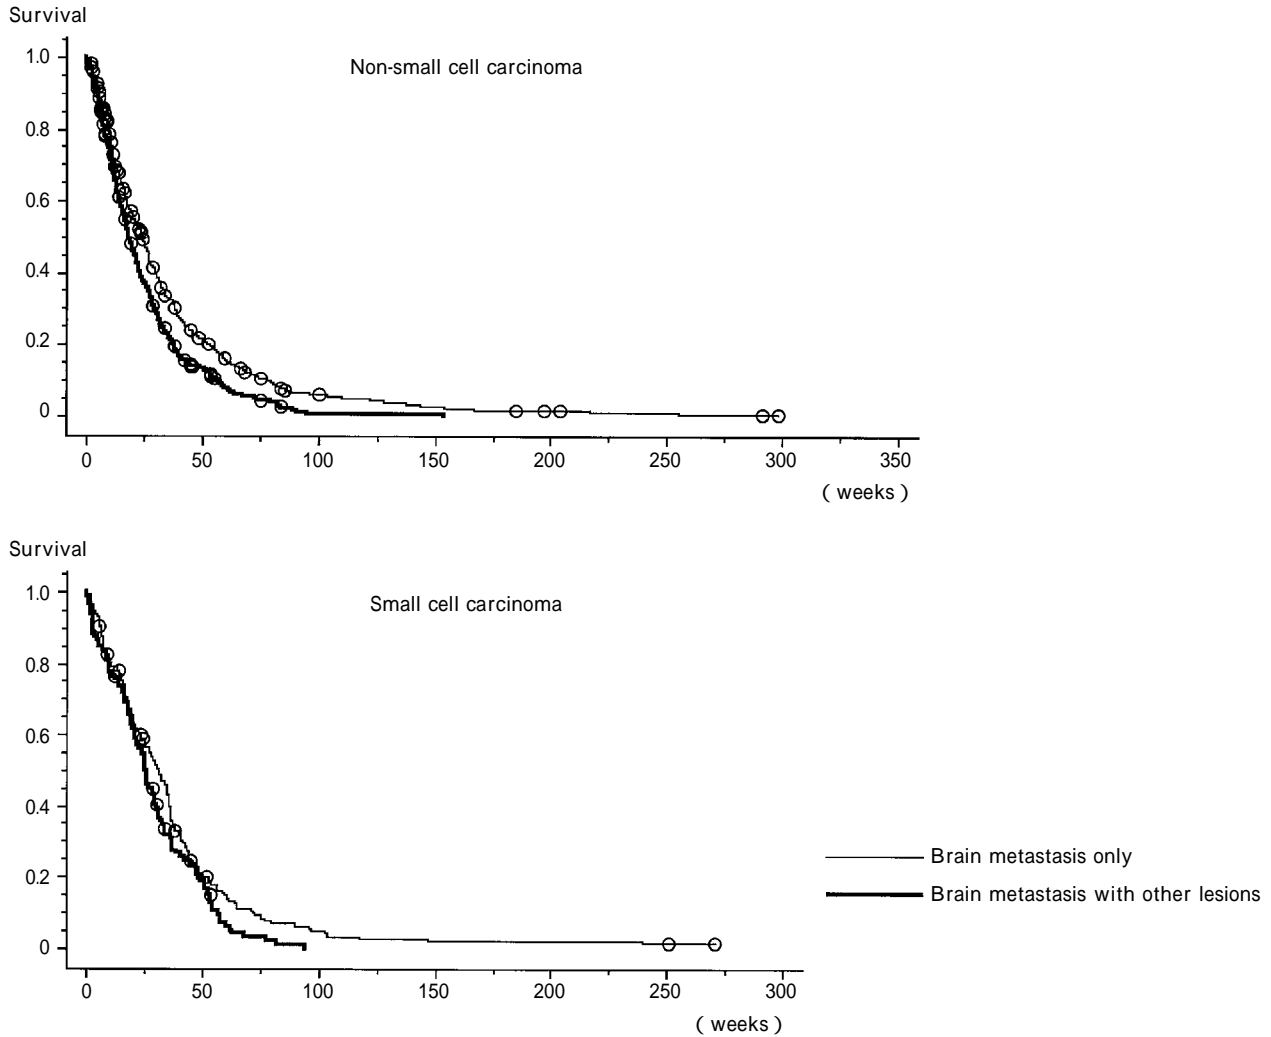 Survival
Non-small cell carcinoma
1.0
0.8
0.6
0.4
0.2
0
0 50 100 150 200 250 300 350
( weeks )
Survival
Small cell carcinoma
1.0
0.8
0.6
0.4
0.2
0
Brain metastasis only
Brain metastasis with other lesions
0 50 100 150 200 250 300
( weeks )